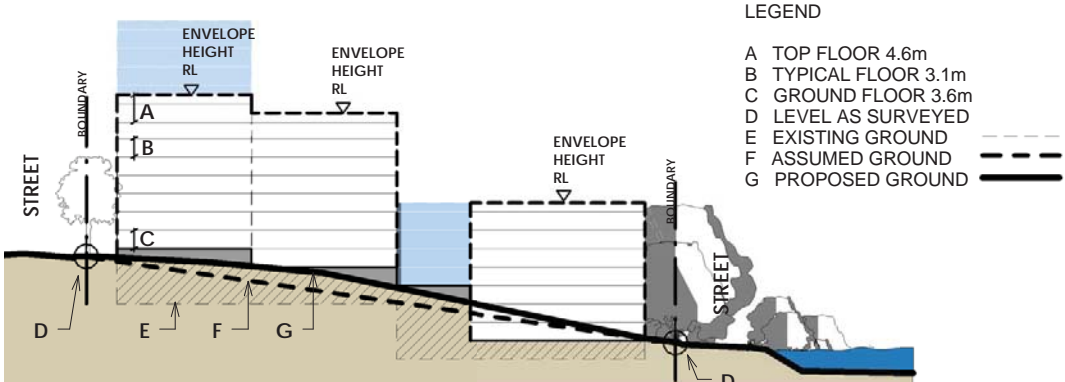 LEGEND
A TOP FLOOR 4.6m
B TYPICAL FLOOR 3.1m
C GROUND FLOOR 3.6m
D LEVEL AS SURVEYED
E EXISTING GROUND
F ASSUMED GROUND
G PROPOSED GROUND
ENVELOPE
HEIGHT
RL
ENVELOPE
HEIGHT
RL
ENVELOPE
HEIGHT
RL
BOUNDARY
STREET
A
B
C
BOUNDARY
STREET
D
E
F
G
D